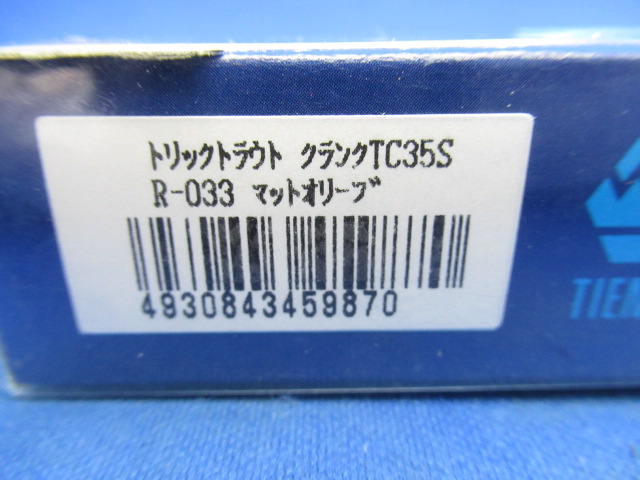 ﾄﾘｯｸﾄﾗｳﾄ ｸﾗﾝｸTC35S
R-033 ﾏｯﾄｵﾘｰﾌﾞ
4930843459870